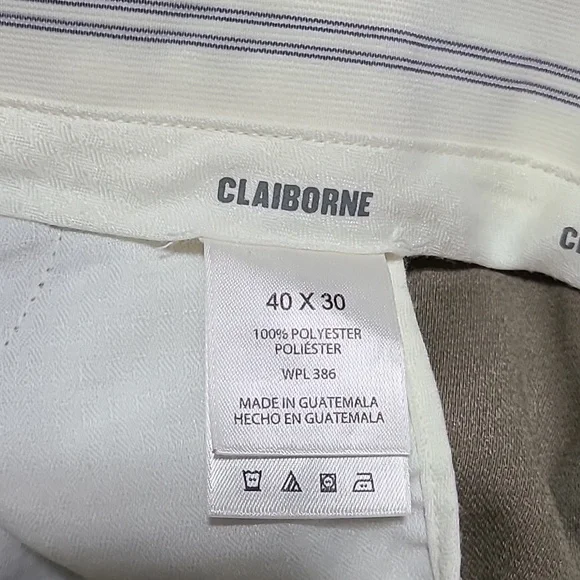 CLAIBORNE
40 X 30
100% POLYESTER
POLIÉSTER
WPL 386
MADE IN GUATEMALA
HECHO EN GUATEMALA